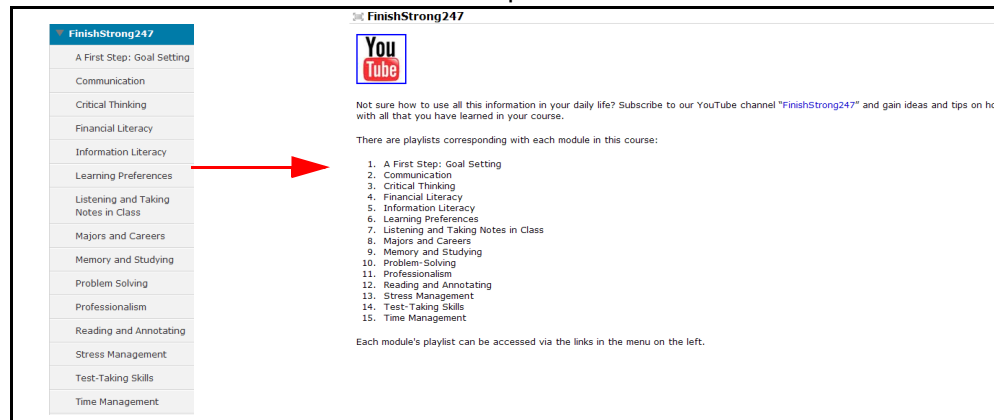 FinishStrong247
A First Step: Goal Setting
Communication
Critical Thinking
Financial Literacy
Information Literacy
Learning Preferences
Listening and Taking
Notes in Class
Majors and Careers
Memory and Studying
Problem Solving
Professionalism
Reading and Annotating
Stress Management
Test-Taking Skills
Time Management
FinishStrong247
You
Tube
Not sure how to use all this information in your daily life? Subscribe to our YouTube channel "FinishStrong247" and gain ideas and tips on
with all that you have learned in your course.
There are playlists corresponding with each module in this course:
1. A First Step: Goal Setting
2. Communication
3. Critical Thinking
4. Financial Literacy
5. Information Literacy
6. Learning Preferences
7. Listening and Taking Notes in Class
8. Majors and Careers
9. Memory and Studying
10. Problem-Solving
11. Professionalism
12. Reading and Annotating
13. Stress Management
14. Test-Taking Skills
15. Time Management
Each module's playlist can be accessed via the links in the menu on the left.